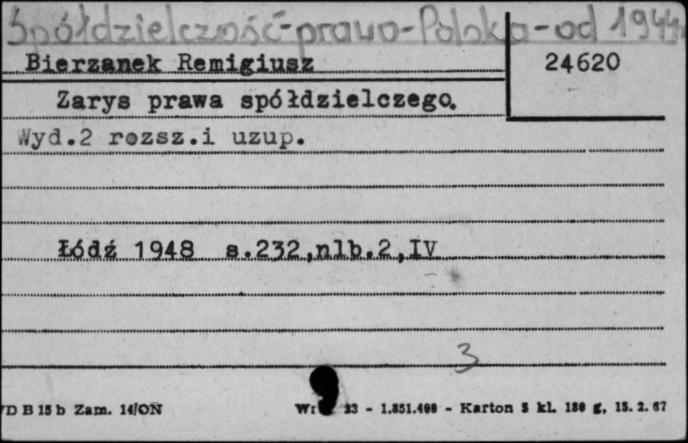 Spółdzielczość-prawo-Polska-od 1944
Bierzanek Remigiusz
24620
Zarys prawa spółdzielczego.
Wyd.2 rozsz.i uzup.
Łódź 1948 s.232,nlb.2,IV
3
D B 15 b Zam. 14/ON
33 - 1.851.400 - Karton 5 kl. 180 g, 15. 2. 67